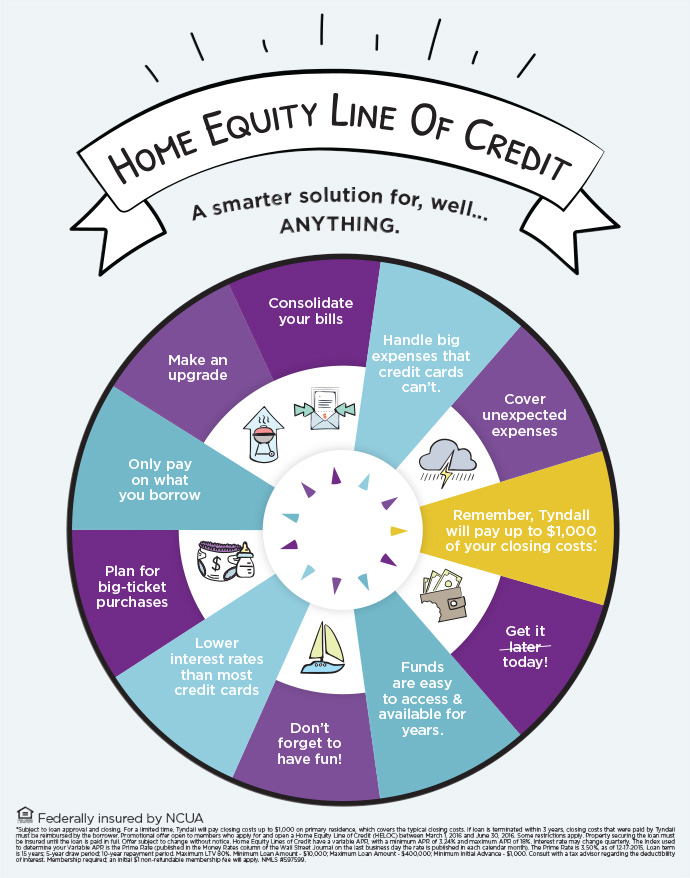 HOME EQUITY LINE OF CREDIT
A smarter solution for, well...
ANYTHING.
Consolidate
your bills
Handle big
expenses that
credit cards
can't.
Cover
unexpected
expenses
Remember, Tyndall
will pay up to $1,000
of your closing costs.*
Get it
later
today!
Funds
are easy
to access &
available for
years.
Don't
forget to
have fun!
Lower
interest rates
than most
credit cards
Plan for
big-ticket
purchases
$
Only pay
on what
you borrow
Make an
upgrade
Federally insured by NCUA
*Subject to loan approval and closing. For a limited time, Tyndall will pay closing costs up to $1,000 on primary residence, which covers the typical closing costs. If loan is terminated within 3 years, closing costs that were paid by Tyndall
must be reimbursed by the borrower. Promotional offer open to members who apply for and open a Home Equity Line of Credit (HELOC) between March 1, 2016 and June 30, 2016. Some restrictions apply. Property securing the loan must
be insured until the loan is paid in full. Offer subject to change without notice. Home Equity Lines of Credit have a variable APR, with a minimum APR of 3.24% and maximum APR of 18%. Interest rate may change quarterly. The Index used
to determine your Variable APR is the Prime Rate (published in the Money Rates column of the Wall Street Journal on the last business day the rate is published in each calendar month). The Prime Rate is 3.50%, as of 12-17-2015. Loan term
is 15 years; 5-year draw period; 10-year repayment period. Maximum LTV 80%. Minimum Loan Amount - $10,000; Maximum Loan Amount - $400,000; Minimum Initial Advance - $1,000. Consult with a tax advisor regarding the deductibility
of interest. Membership required; an initial $1 non-refundable membership fee will apply. NMLS #597599.